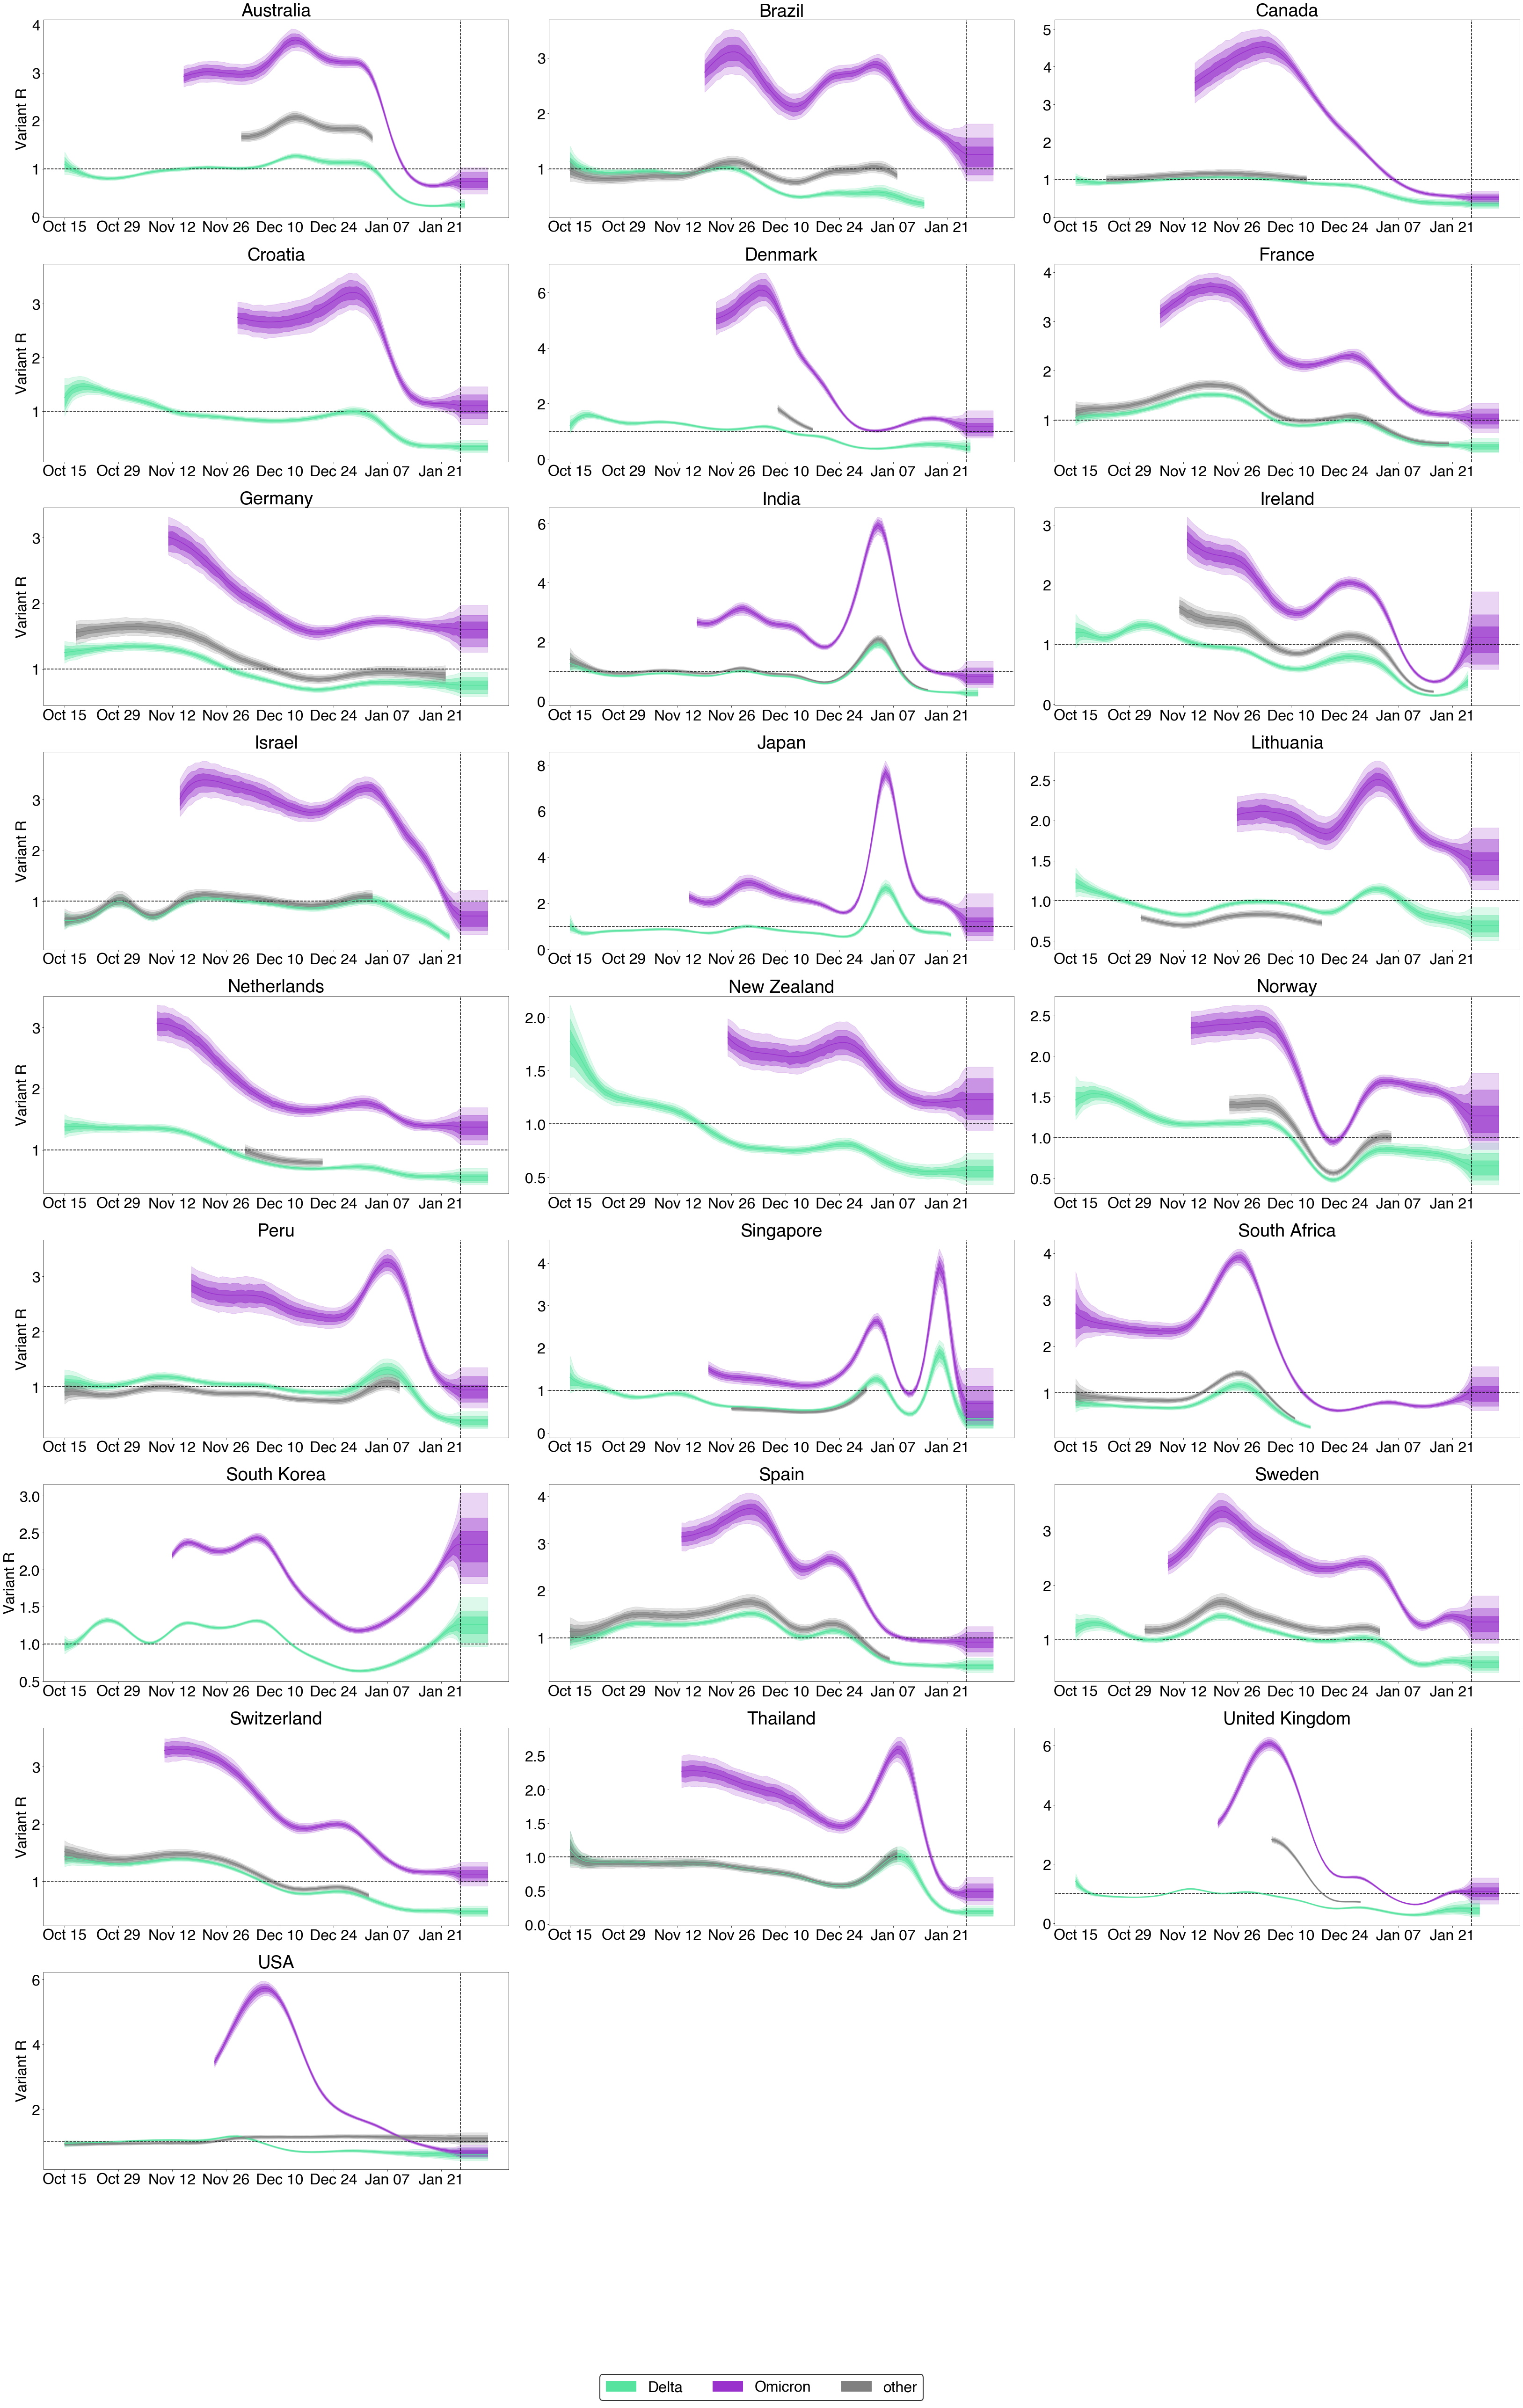 Australia Brazil Canada
Variant R
4 3 2 1 0
3 2 1
5 4 3 2 1 0
Oct 15 Oct 29 Nov 12 Nov 26 Dec 10 Dec 24 Jan 07 Jan 21
Oct 15 Oct 29 Nov 12 Nov 26 Dec 10 Dec 24 Jan 07 Jan 21
Oct 15 Oct 29 Nov 12 Nov 26 Dec 10 Dec 24 Jan 07 Jan 21
Croatia Denmark France
Variant R
3 2 1
6 4 2 0
4 3 2 1
Oct 15 Oct 29 Nov 12 Nov 26 Dec 10 Dec 24 Jan 07 Jan 21
Oct 15 Oct 29 Nov 12 Nov 26 Dec 10 Dec 24 Jan 07 Jan 21
Oct 15 Oct 29 Nov 12 Nov 26 Dec 10 Dec 24 Jan 07 Jan 21
Germany India Ireland
Variant R
3 2 1
6 4 2 0
3 2 1 0
Oct 15 Oct 29 Nov 12 Nov 26 Dec 10 Dec 24 Jan 07 Jan 21
Oct 15 Oct 29 Nov 12 Nov 26 Dec 10 Dec 24 Jan 07 Jan 21
Oct 15 Oct 29 Nov 12 Nov 26 Dec 10 Dec 24 Jan 07 Jan 21
Israel Japan Lithuania
Variant R
3 2 1
8 6 4 2 0
2.5 2.0 1.5 1.0 0.5
Oct 15 Oct 29 Nov 12 Nov 26 Dec 10 Dec 24 Jan 07 Jan 21
Oct 15 Oct 29 Nov 12 Nov 26 Dec 10 Dec 24 Jan 07 Jan 21
Oct 15 Oct 29 Nov 12 Nov 26 Dec 10 Dec 24 Jan 07 Jan 21
Netherlands New Zealand Norway
Variant R
3 2 1
2.0 1.5 1.0 0.5
2.5 2.0 1.5 1.0 0.5
Oct 15 Oct 29 Nov 12 Nov 26 Dec 10 Dec 24 Jan 07 Jan 21
Oct 15 Oct 29 Nov 12 Nov 26 Dec 10 Dec 24 Jan 07 Jan 21
Oct 15 Oct 29 Nov 12 Nov 26 Dec 10 Dec 24 Jan 07 Jan 21
Peru Singapore South Africa
Variant R
3 2 1
4 3 2 1 0
4 3 2 1
Oct 15 Oct 29 Nov 12 Nov 26 Dec 10 Dec 24 Jan 07 Jan 21
Oct 15 Oct 29 Nov 12 Nov 26 Dec 10 Dec 24 Jan 07 Jan 21
Oct 15 Oct 29 Nov 12 Nov 26 Dec 10 Dec 24 Jan 07 Jan 21
South Korea Spain Sweden
Variant R
3.0 2.5 2.0 1.5 1.0 0.5
4 3 2 1
3 2 1
Oct 15 Oct 29 Nov 12 Nov 26 Dec 10 Dec 24 Jan 07 Jan 21
Oct 15 Oct 29 Nov 12 Nov 26 Dec 10 Dec 24 Jan 07 Jan 21
Oct 15 Oct 29 Nov 12 Nov 26 Dec 10 Dec 24 Jan 07 Jan 21
Switzerland Thailand United Kingdom
Variant R
3 2 1
2.5 2.0 1.5 1.0 0.5 0.0
6 4 2 0
Oct 15 Oct 29 Nov 12 Nov 26 Dec 10 Dec 24 Jan 07 Jan 21
Oct 15 Oct 29 Nov 12 Nov 26 Dec 10 Dec 24 Jan 07 Jan 21
Oct 15 Oct 29 Nov 12 Nov 26 Dec 10 Dec 24 Jan 07 Jan 21
USA
Variant R
6 4 2
Oct 15 Oct 29 Nov 12 Nov 26 Dec 10 Dec 24 Jan 07 Jan 21
Delta Omicron other